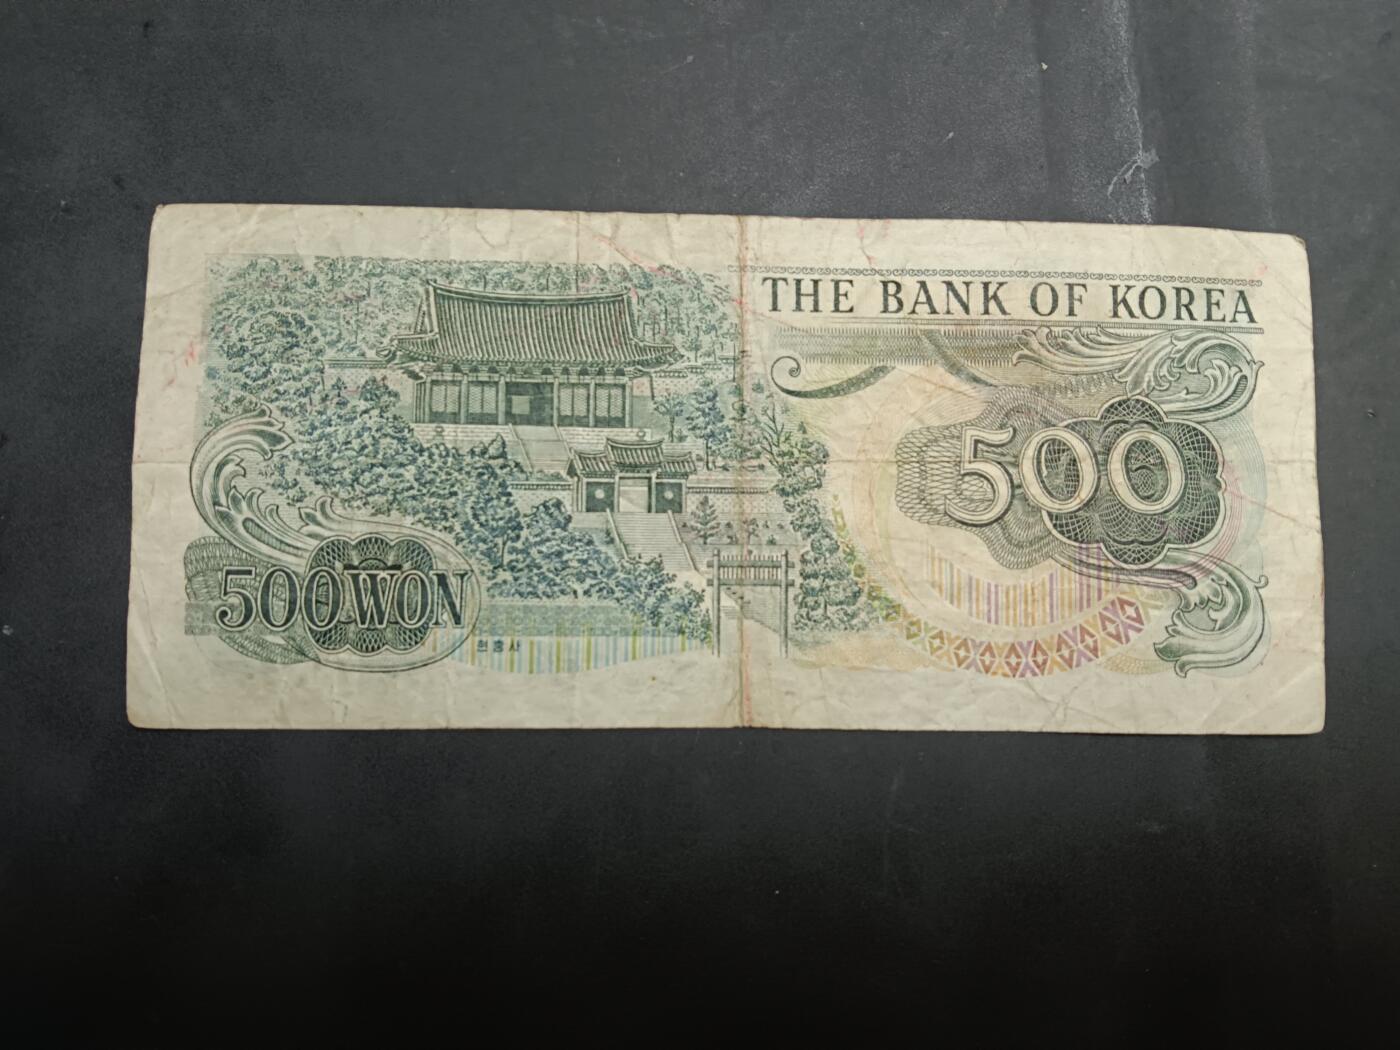 THE BANK OF KOREA
500
500 WON
현충사